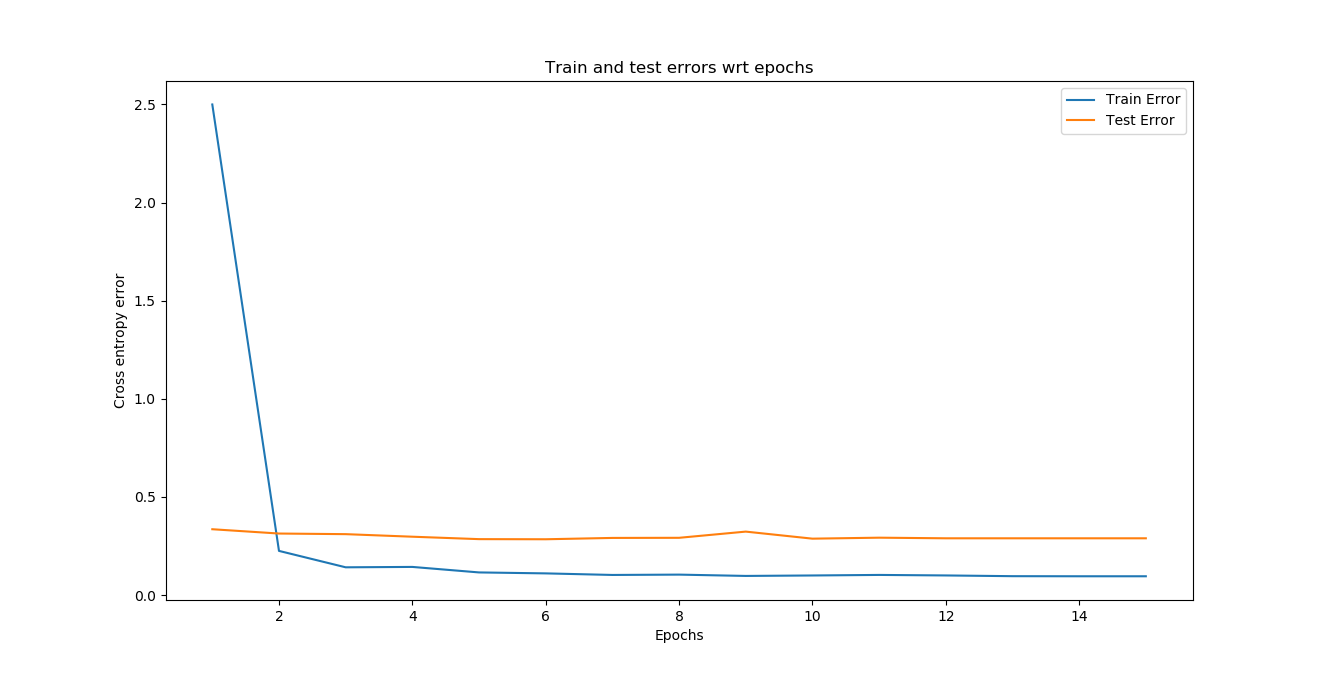 Train and test errors wrt epochs
Train Error
Test Error
2.5
2.0
1.5
1.0
0.5
0.0
Cross entropy error
2 4 6 8 10 12 14
Epochs